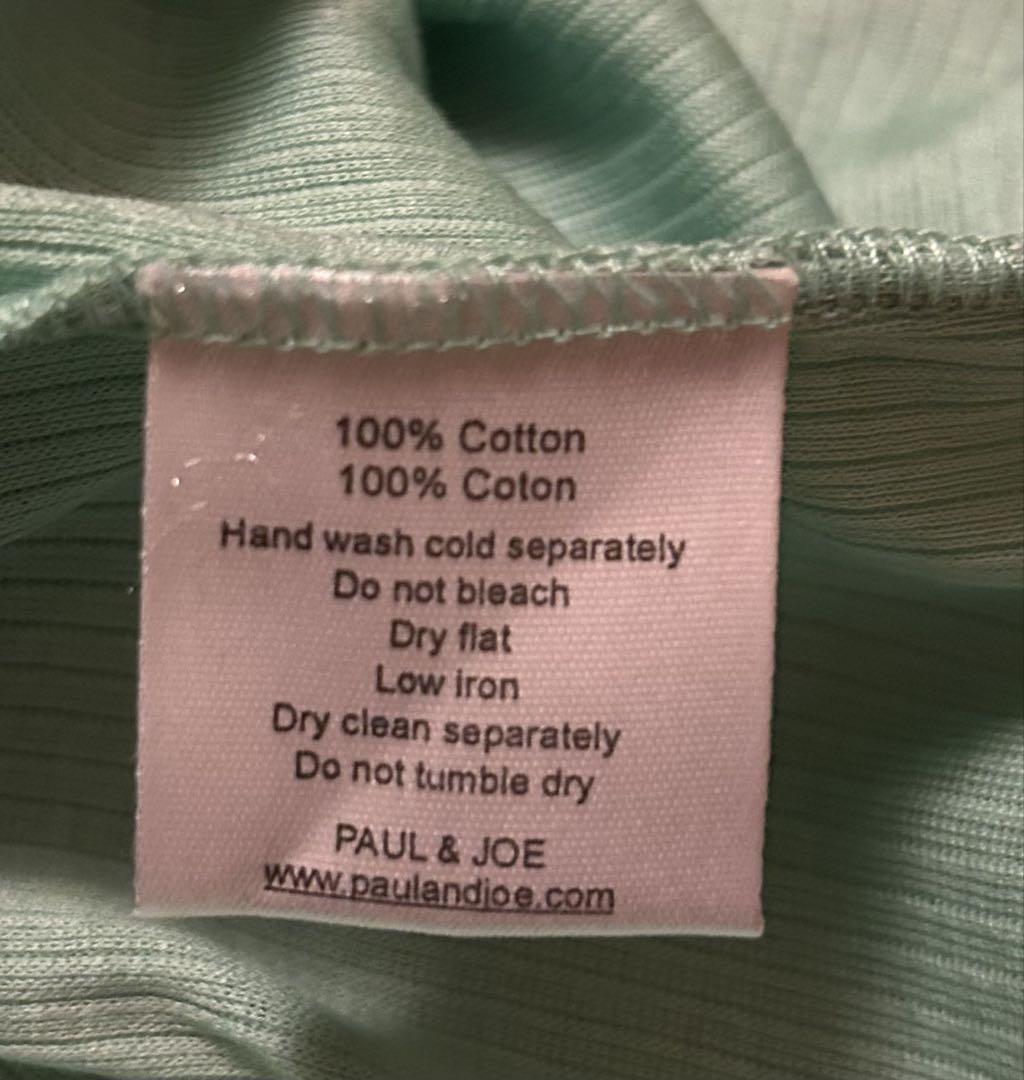 100% Cotton
100% Coton
Hand wash cold separately
Do not bleach
Dry flat
Low iron
Dry clean separately
Do not tumble dry
PAUL & JOE
www.paulandjoe.com